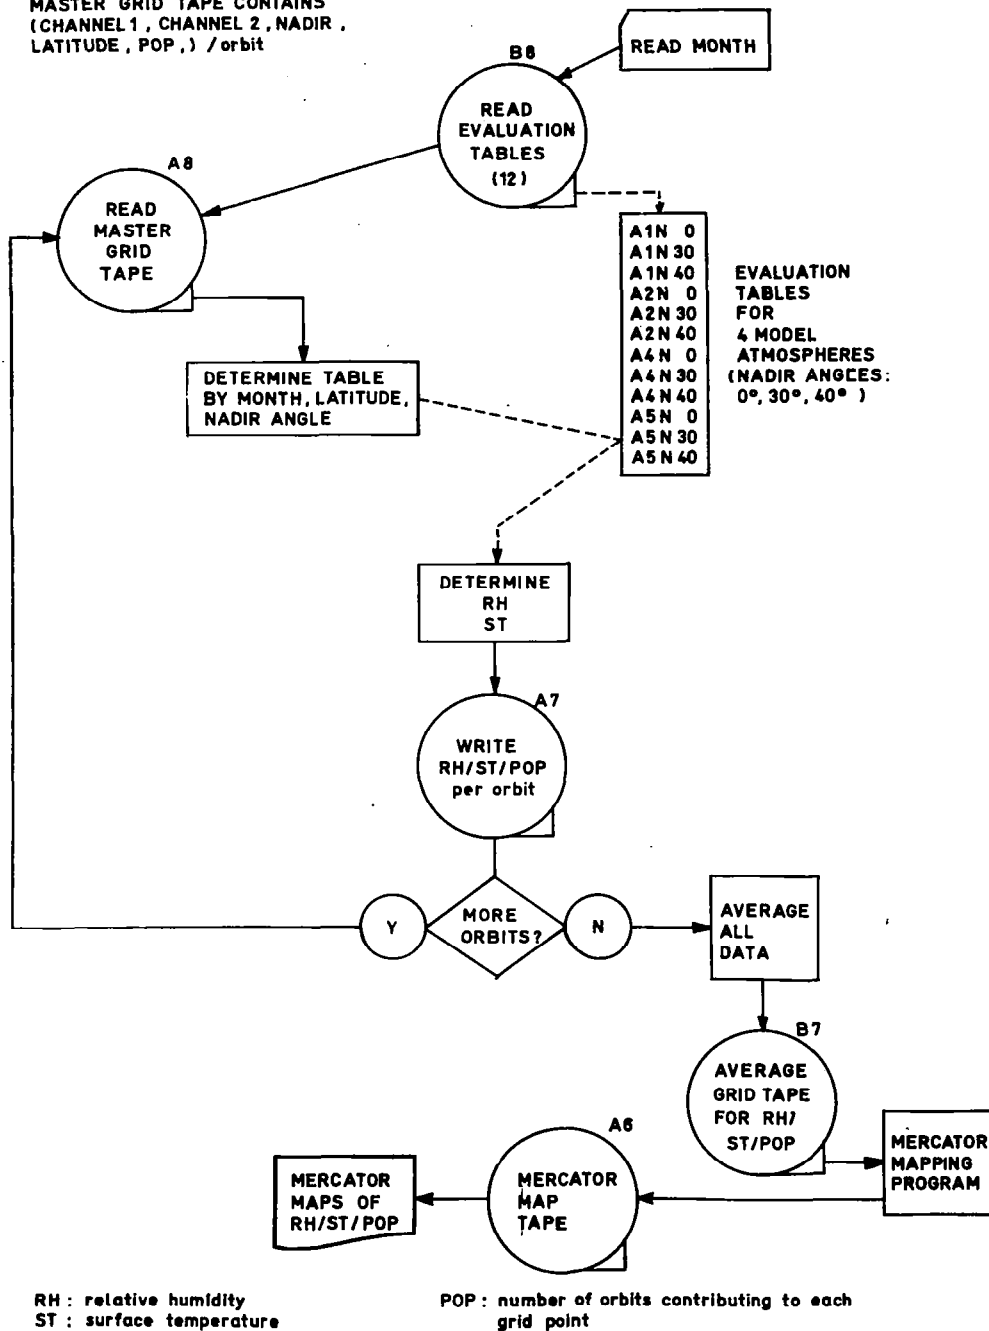 MASTER GRID TAPE CONTAINS
(CHANNEL 1, CHANNEL 2, NADIR,
LATITUDE, POP,) / orbit
READ MONTH
B8
READ
EVALUATION
TABLES
(12)
A8
READ
MASTER
GRID
TAPE
A1N 0
A1N 30
A1N 40
A2N 0
A2N 30
A2N 40
A4N 0
A4N 30
A4N 40
A5N 0
A5N 30
A5N 40
EVALUATION
TABLES
FOR
4 MODEL
ATMOSPHERES
(NADIR ANGLES:
0°, 30°, 40° )
DETERMINE TABLE
BY MONTH, LATITUDE,
NADIR ANGLE
DETERMINE
RH
ST
A7
WRITE
RH/ST/POP
per orbit
Y
MORE
ORBITS?
N
AVERAGE
ALL
DATA
B7
AVERAGE
GRID TAPE
FOR RH/
ST/POP
MERCATOR
MAPPING
PROGRAM
A6
MERCATOR
MAP
TAPE
MERCATOR
MAPS OF
RH/ST/POP
RH : relative humidity
ST : surface temperature
POP : number of orbits contributing to each
grid point